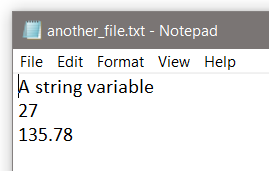 another_file.txt - Notepad
File Edit Format View Help
A string variable
27
135.78